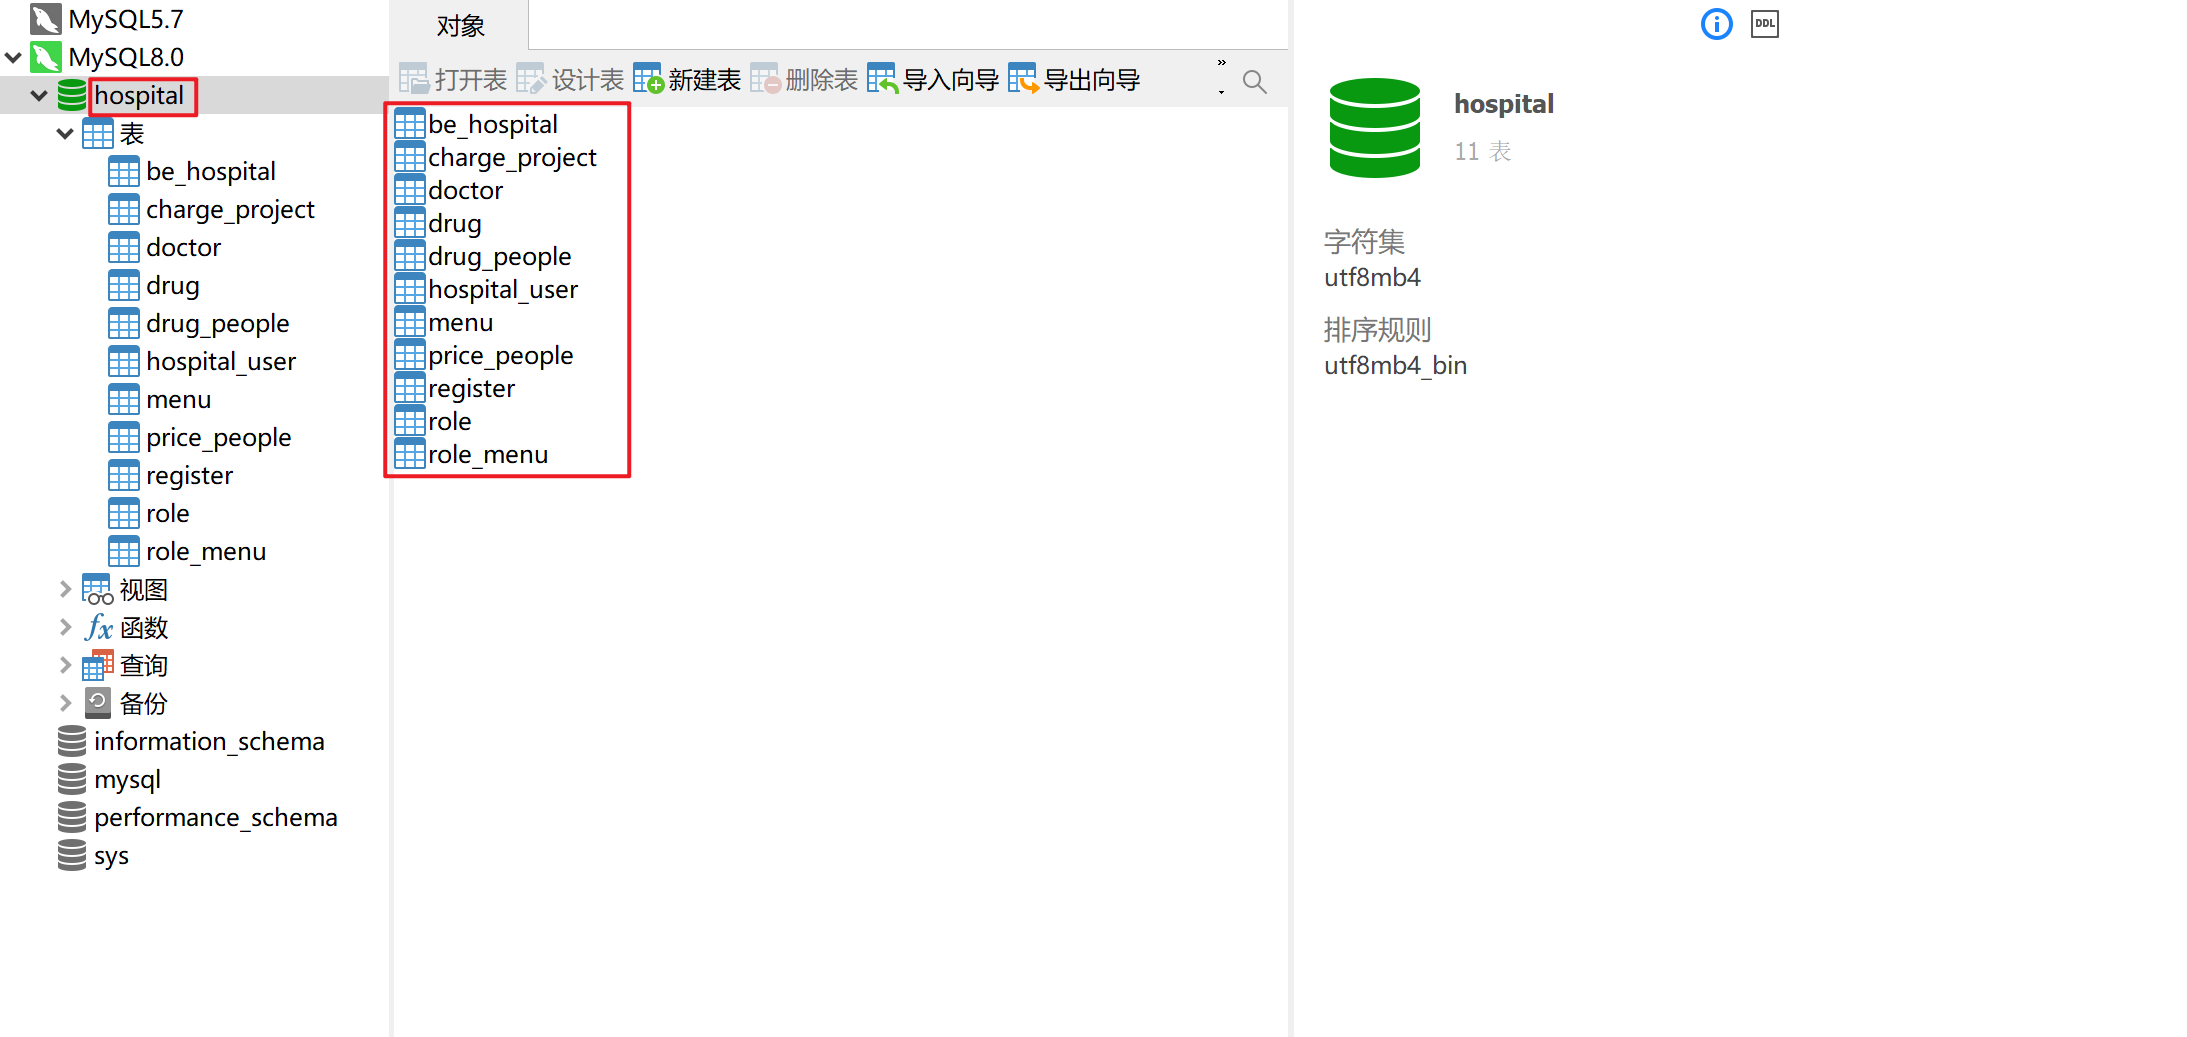 MySQL5.7
MySQL8.0
hospital
表
be_hospital
charge_project
doctor
drug
drug_people
hospital_user
menu
price_people
register
role
role_menu
视图
fx 函数
查询
备份
information_schema
mysql
performance_schema
sys
对象
打开表 设计表 新建表 删除表 导入向导 导出向导
be_hospital
charge_project
doctor
drug
drug_people
hospital_user
menu
price_people
register
role
role_menu
DDL
hospital
11 表
字符集
utf8mb4
排序规则
utf8mb4_bin